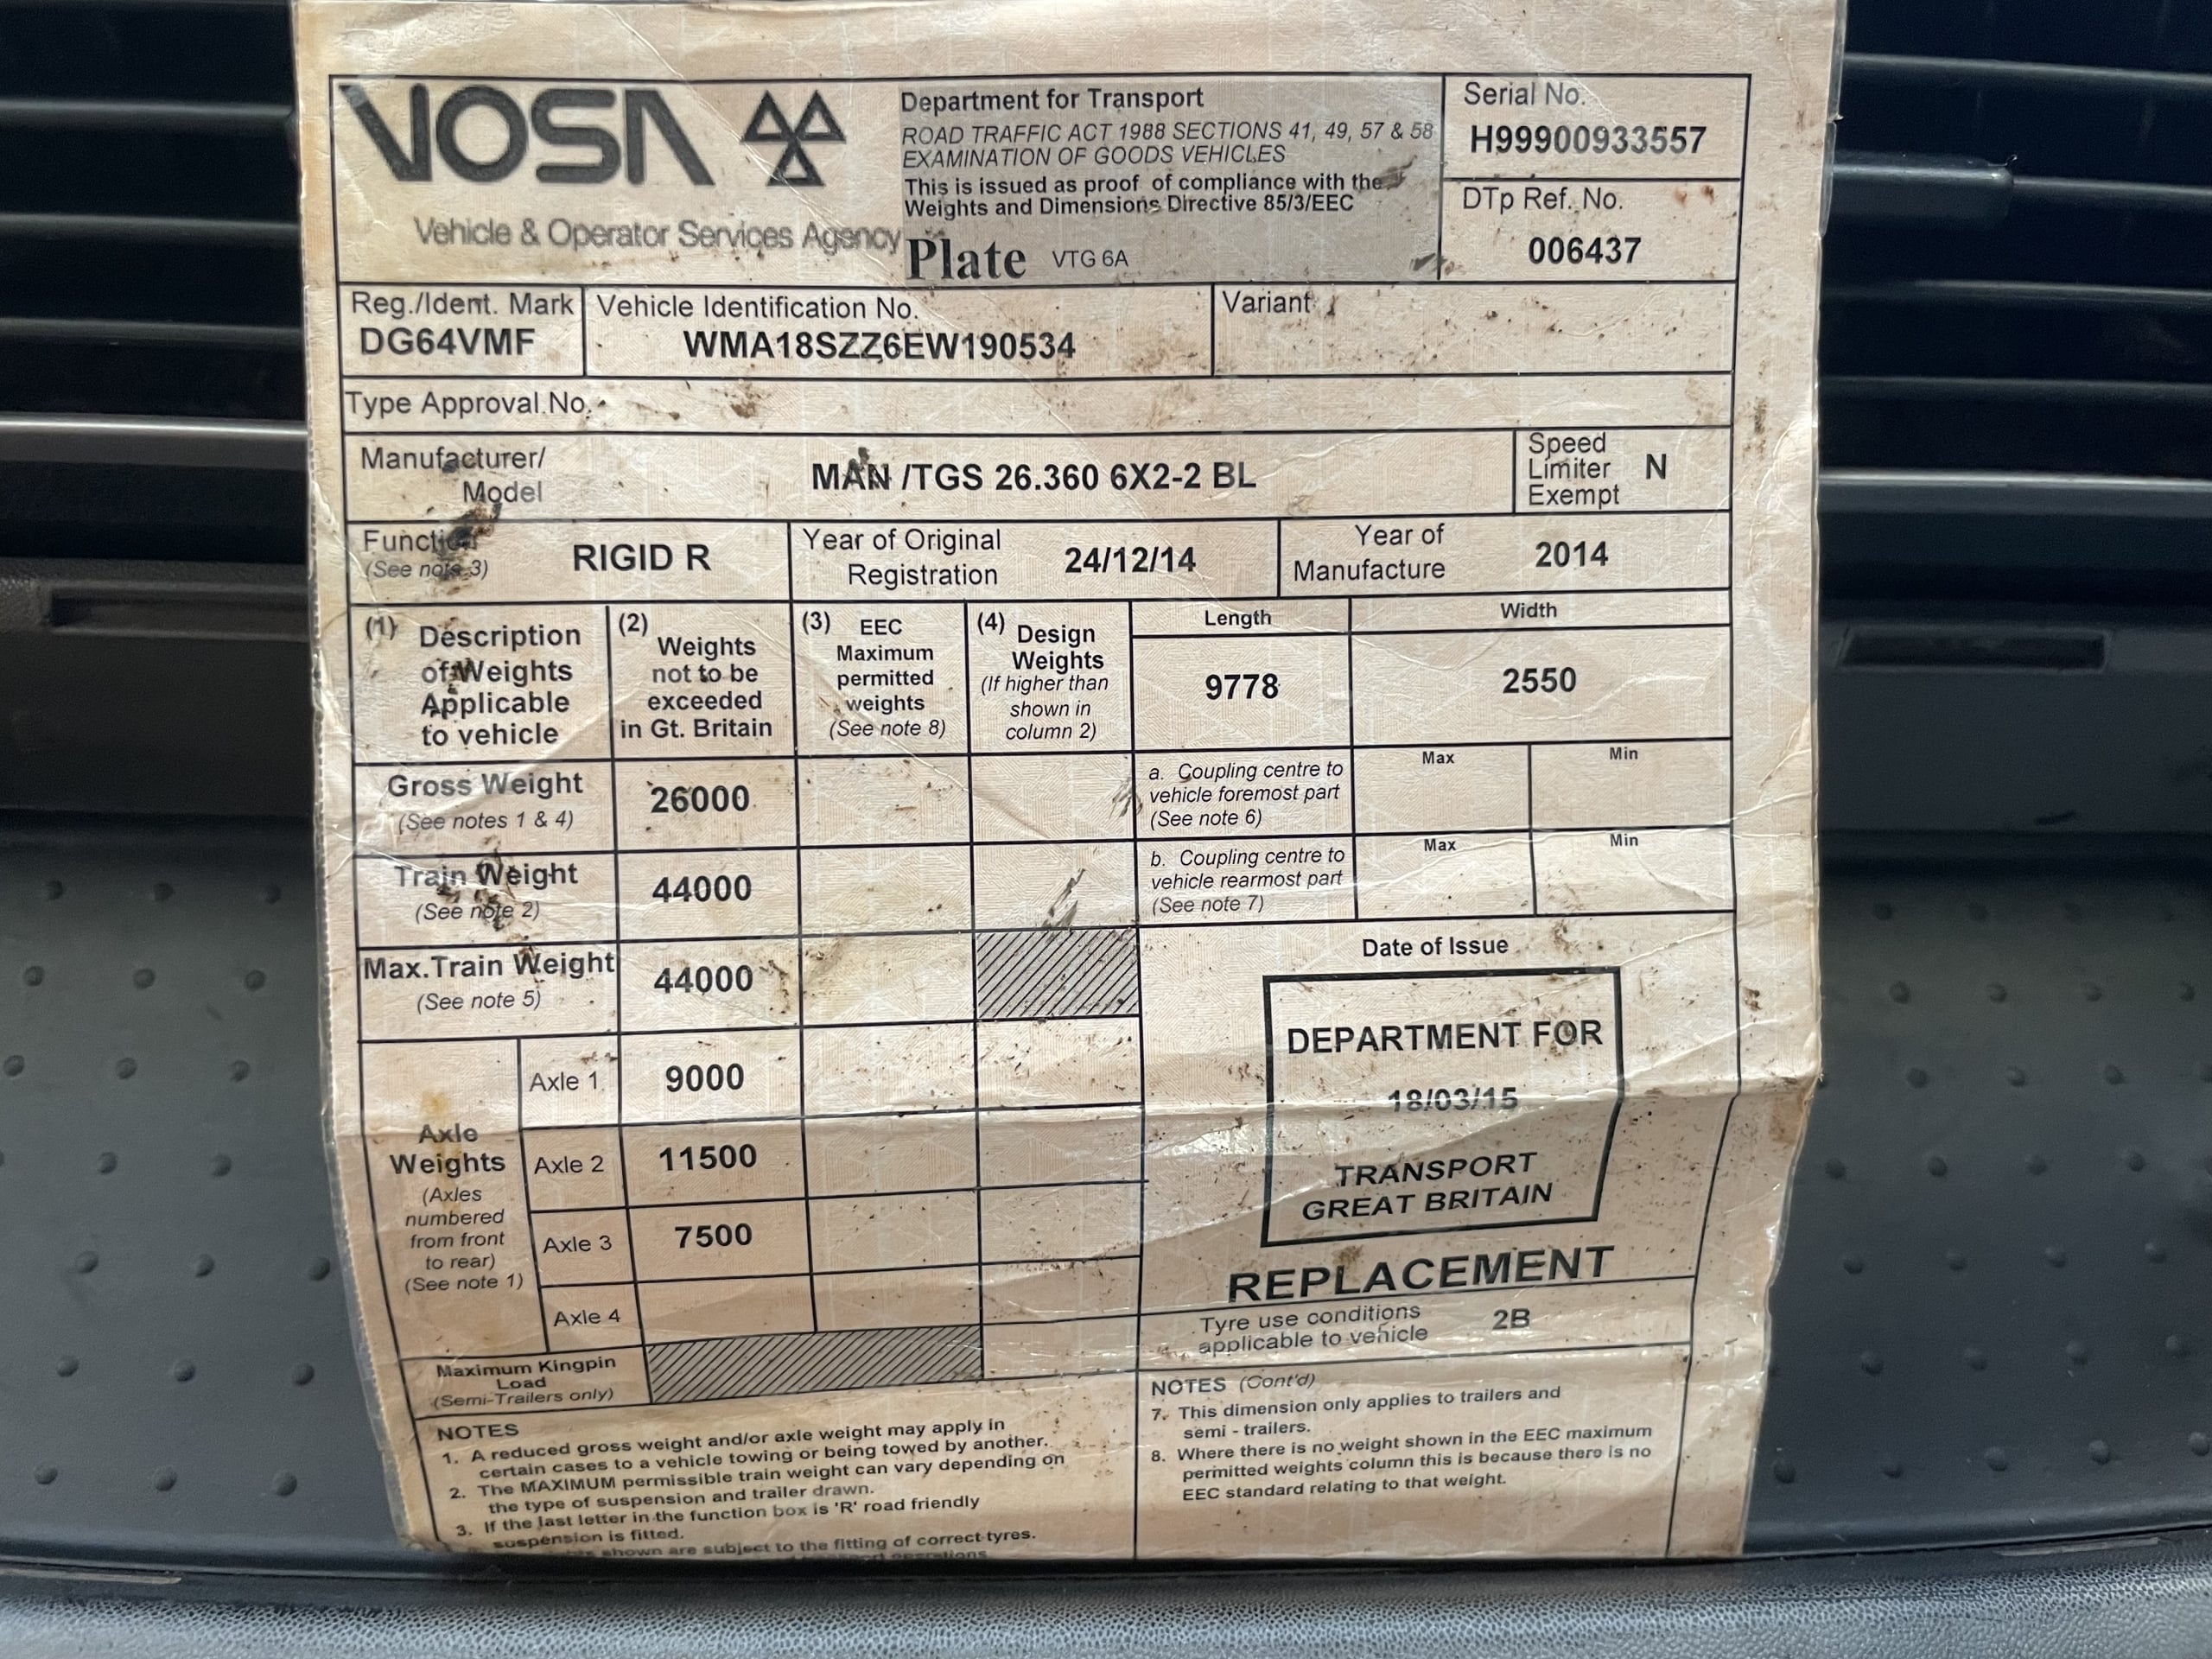 VOSA
Vehicle & Operator Services Agency
Department for Transport
ROAD TRAFFIC ACT 1988 SECTIONS 41, 49, 57 & 58
EXAMINATION OF GOODS VEHICLES
This is issued as proof of compliance with the
Weights and Dimensions Directive 85/3/EEC
Plate VTG 6A
Serial No.
H99900933557
DTp Ref. No.
006437
Reg./Ident. Mark
DG64VMF
Vehicle Identification No.
WMA18SZZ6EW190534
Variant
Type Approval No.
Manufacturer/
Model
MAN /TGS 26.360 6X2-2 BL
Speed
Limiter
Exempt
N
Function
(See note 3)
RIGID R
Year of Original
Registration
24/12/14
Year of
Manufacture
2014
(1) Description
of Weights
Applicable
to vehicle
(2) Weights
not to be
exceeded
in Gt. Britain
(3) EEC
Maximum
permitted
weights
(See note 8)
(4) Design
Weights
(If higher than
shown in
column 2)
Length
9778
Width
2550
Gross Weight
(See notes 1 & 4)
26000
a. Coupling centre to
vehicle foremost part
(See note 6)
Max
Min
Train Weight
(See note 2)
44000
b. Coupling centre to
vehicle rearmost part
(See note 7)
Max
Min
Max.Train Weight
(See note 5)
44000
Axle
Weights
(Axles
numbered
from front
to rear)
(See note 1)
Axle 1
9000
Axle 2
11500
Axle 3
7500
Axle 4
Maximum Kingpin
Load
(Semi-Trailers only)
Date of Issue
DEPARTMENT FOR
18/03/15
TRANSPORT
GREAT BRITAIN
REPLACEMENT
Tyre use conditions
applicable to vehicle
2B
NOTES
1. A reduced gross weight and/or axle weight may apply in
certain cases to a vehicle towing or being towed by another.
2. The MAXIMUM permissible train weight can vary depending on
the type of suspension and trailer drawn.
3. If the last letter in the function box is 'R' road friendly
suspension is fitted.
shown are subject to the fitting of correct tyres.
operations
NOTES (Cont'd)
7. This dimension only applies to trailers and
semi - trailers.
8. Where there is no weight shown in the EEC maximum
permitted weights column this is because there is no
EEC standard relating to that weight.